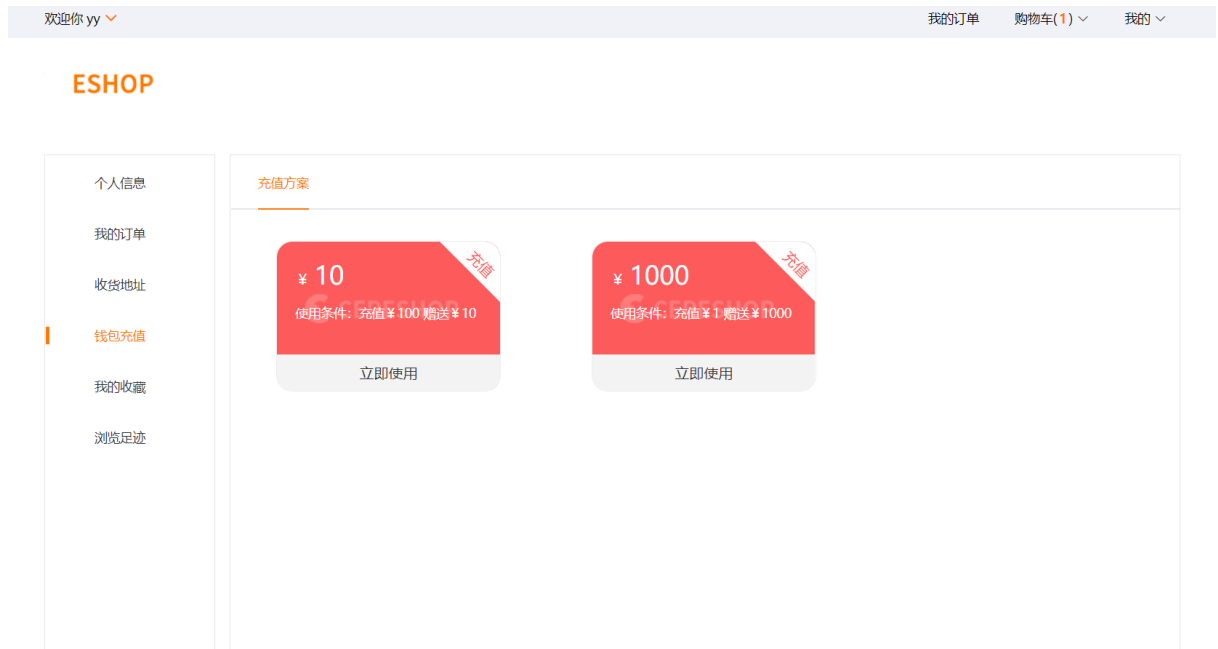 欢迎你 yy
我的订单 购物车(1) 我的
ESHOP
个人信息
我的订单
收货地址
钱包充值
我的收藏
浏览足迹
充值方案
¥ 10
充值
CERESHOP
使用条件：充值¥100 赠送¥10
立即使用
¥ 1000
充值
CERESHOP
使用条件：充值¥1 赠送¥1000
立即使用